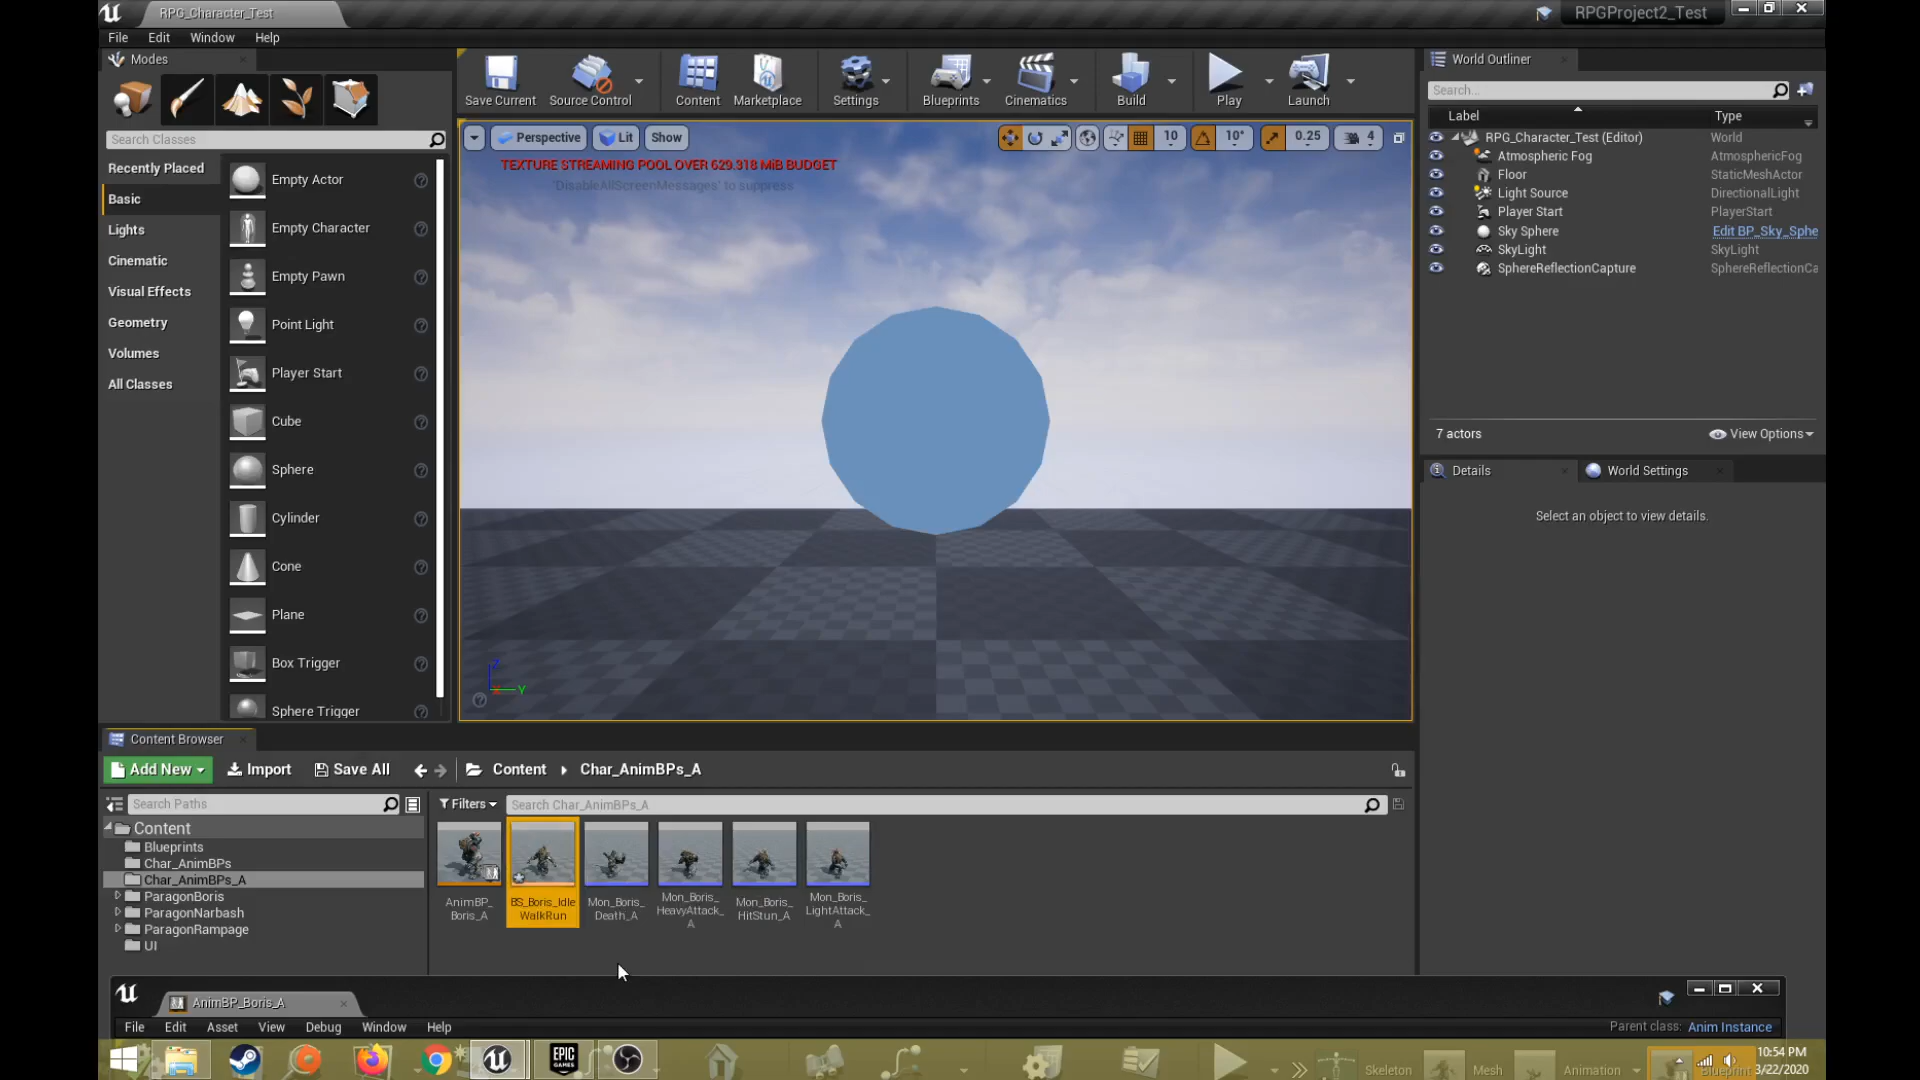 RPG_Character_Test
RPGProject2_Test
File Edit Window Help
Modes
Search Classes
Recently Placed
Basic
Lights
Cinematic
Visual Effects
Geometry
Volumes
All Classes
Empty Actor
Empty Character
Empty Pawn
Point Light
Player Start
Cube
Sphere
Cylinder
Cone
Plane
Box Trigger
Sphere Trigger
Save Current Source Control Content Marketplace Settings Blueprints Cinematics Build Play Launch
Perspective Lit Show 10 10° 0.25 4
TEXTURE STREAMING POOL OVER 629.318 MiB BUDGET
'DisableAllScreenMessages' to suppress
Z
X Y
World Outliner
Search...
Label Type
RPG_Character_Test (Editor) World
Atmospheric Fog AtmosphericFog
Floor StaticMeshActor
Light Source DirectionalLight
Player Start PlayerStart
Sky Sphere Edit BP_Sky_Sphe
SkyLight SkyLight
SphereReflectionCapture SphereReflectionCa
7 actors View Options
Details World Settings
Select an object to view details.
Content Browser
Add New Import Save All Content Char_AnimBPs_A
Search Paths
Filters Search Char_AnimBPs_A
Content
Blueprints
Char_AnimBPs
Char_AnimBPs_A
ParagonBoris
ParagonNarbash
ParagonRampage
UI
AnimBP_
Boris_A
BS_Boris_Idle
WalkRun
Mon_Boris_
Death_A
Mon_Boris_
HeavyAttack_
A
Mon_Boris_
HitStun_A
Mon_Boris_
LightAttack_
A
AnimBP_Boris_A
File Edit Asset View Debug Window Help
Parent class: Anim Instance
EPIC
GAMES
Skeleton Mesh Animation Blueprint
10:54 PM
3/22/2020